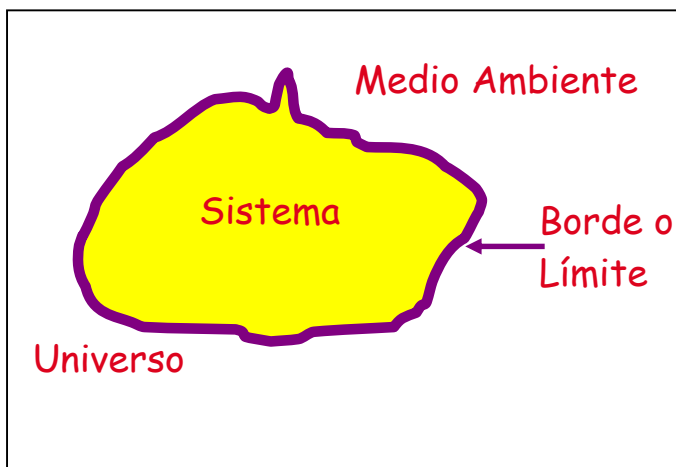 Medio Ambiente
Sistema
Borde o
Límite
Universo